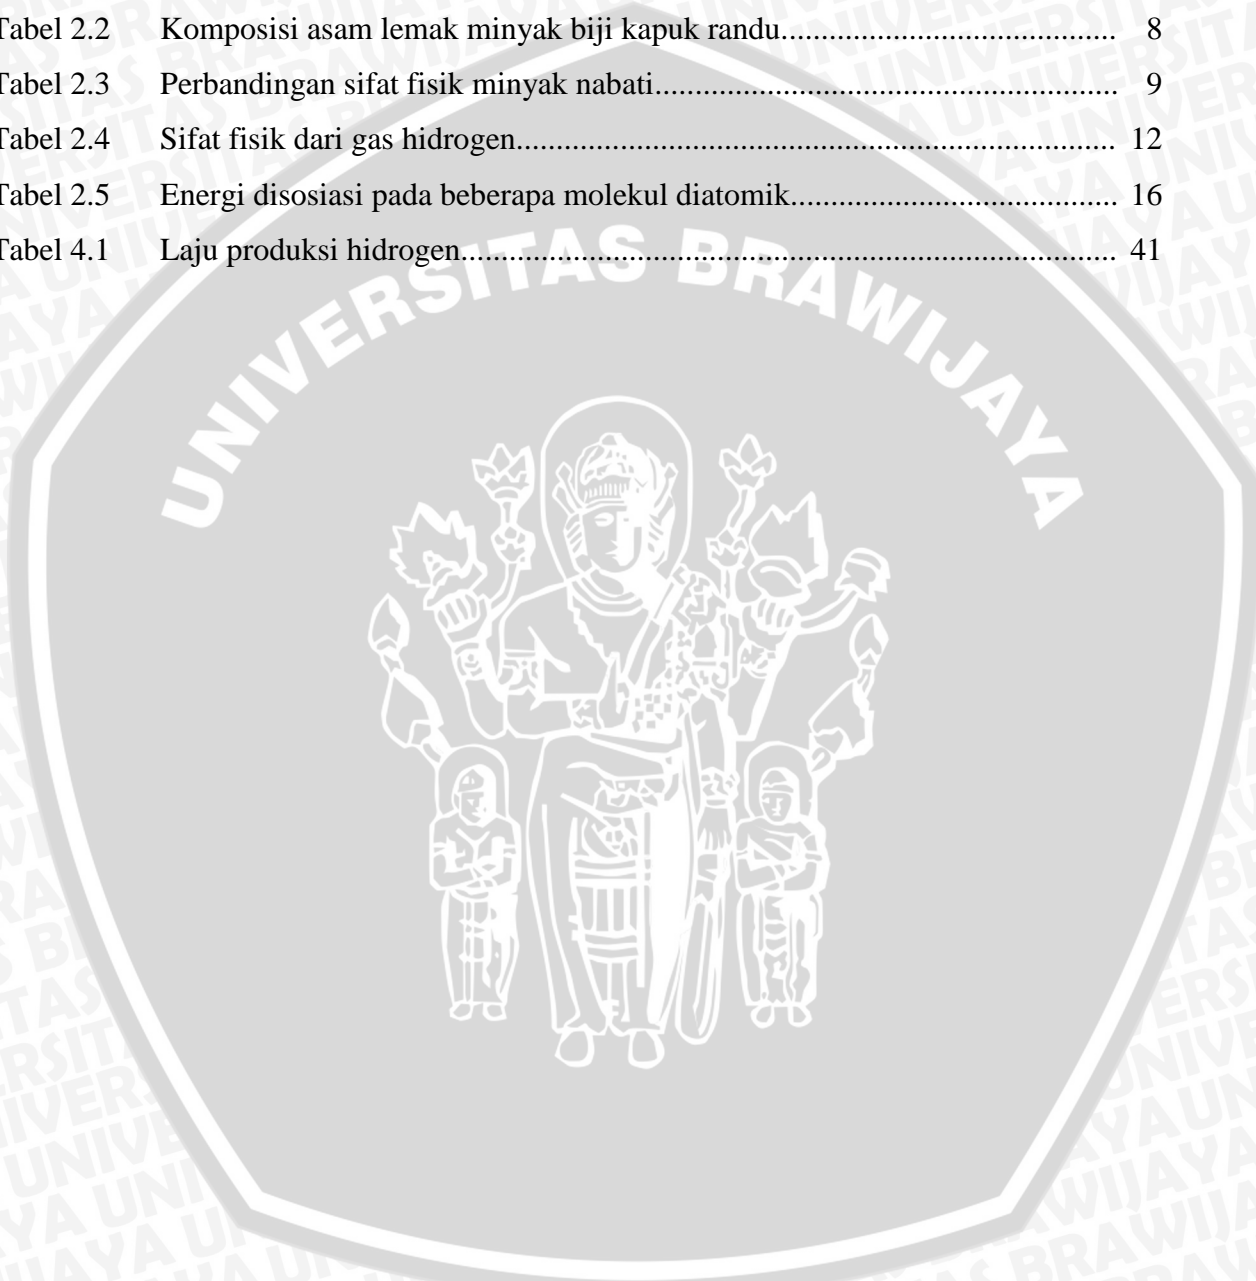 Tabel 2.2 Komposisi asam lemak minyak biji kapuk randu.......................................... 8
Tabel 2.3 Perbandingan sifat fisik minyak nabati.......................................................... 9
Tabel 2.4 Sifat fisik dari gas hidrogen........................................................................... 12
Tabel 2.5 Energi disosiasi pada beberapa molekul diatomik......................................... 16
Tabel 4.1 Laju produksi hidrogen.................................................................................. 41
UNIVERSITAS BRAWIJAYA